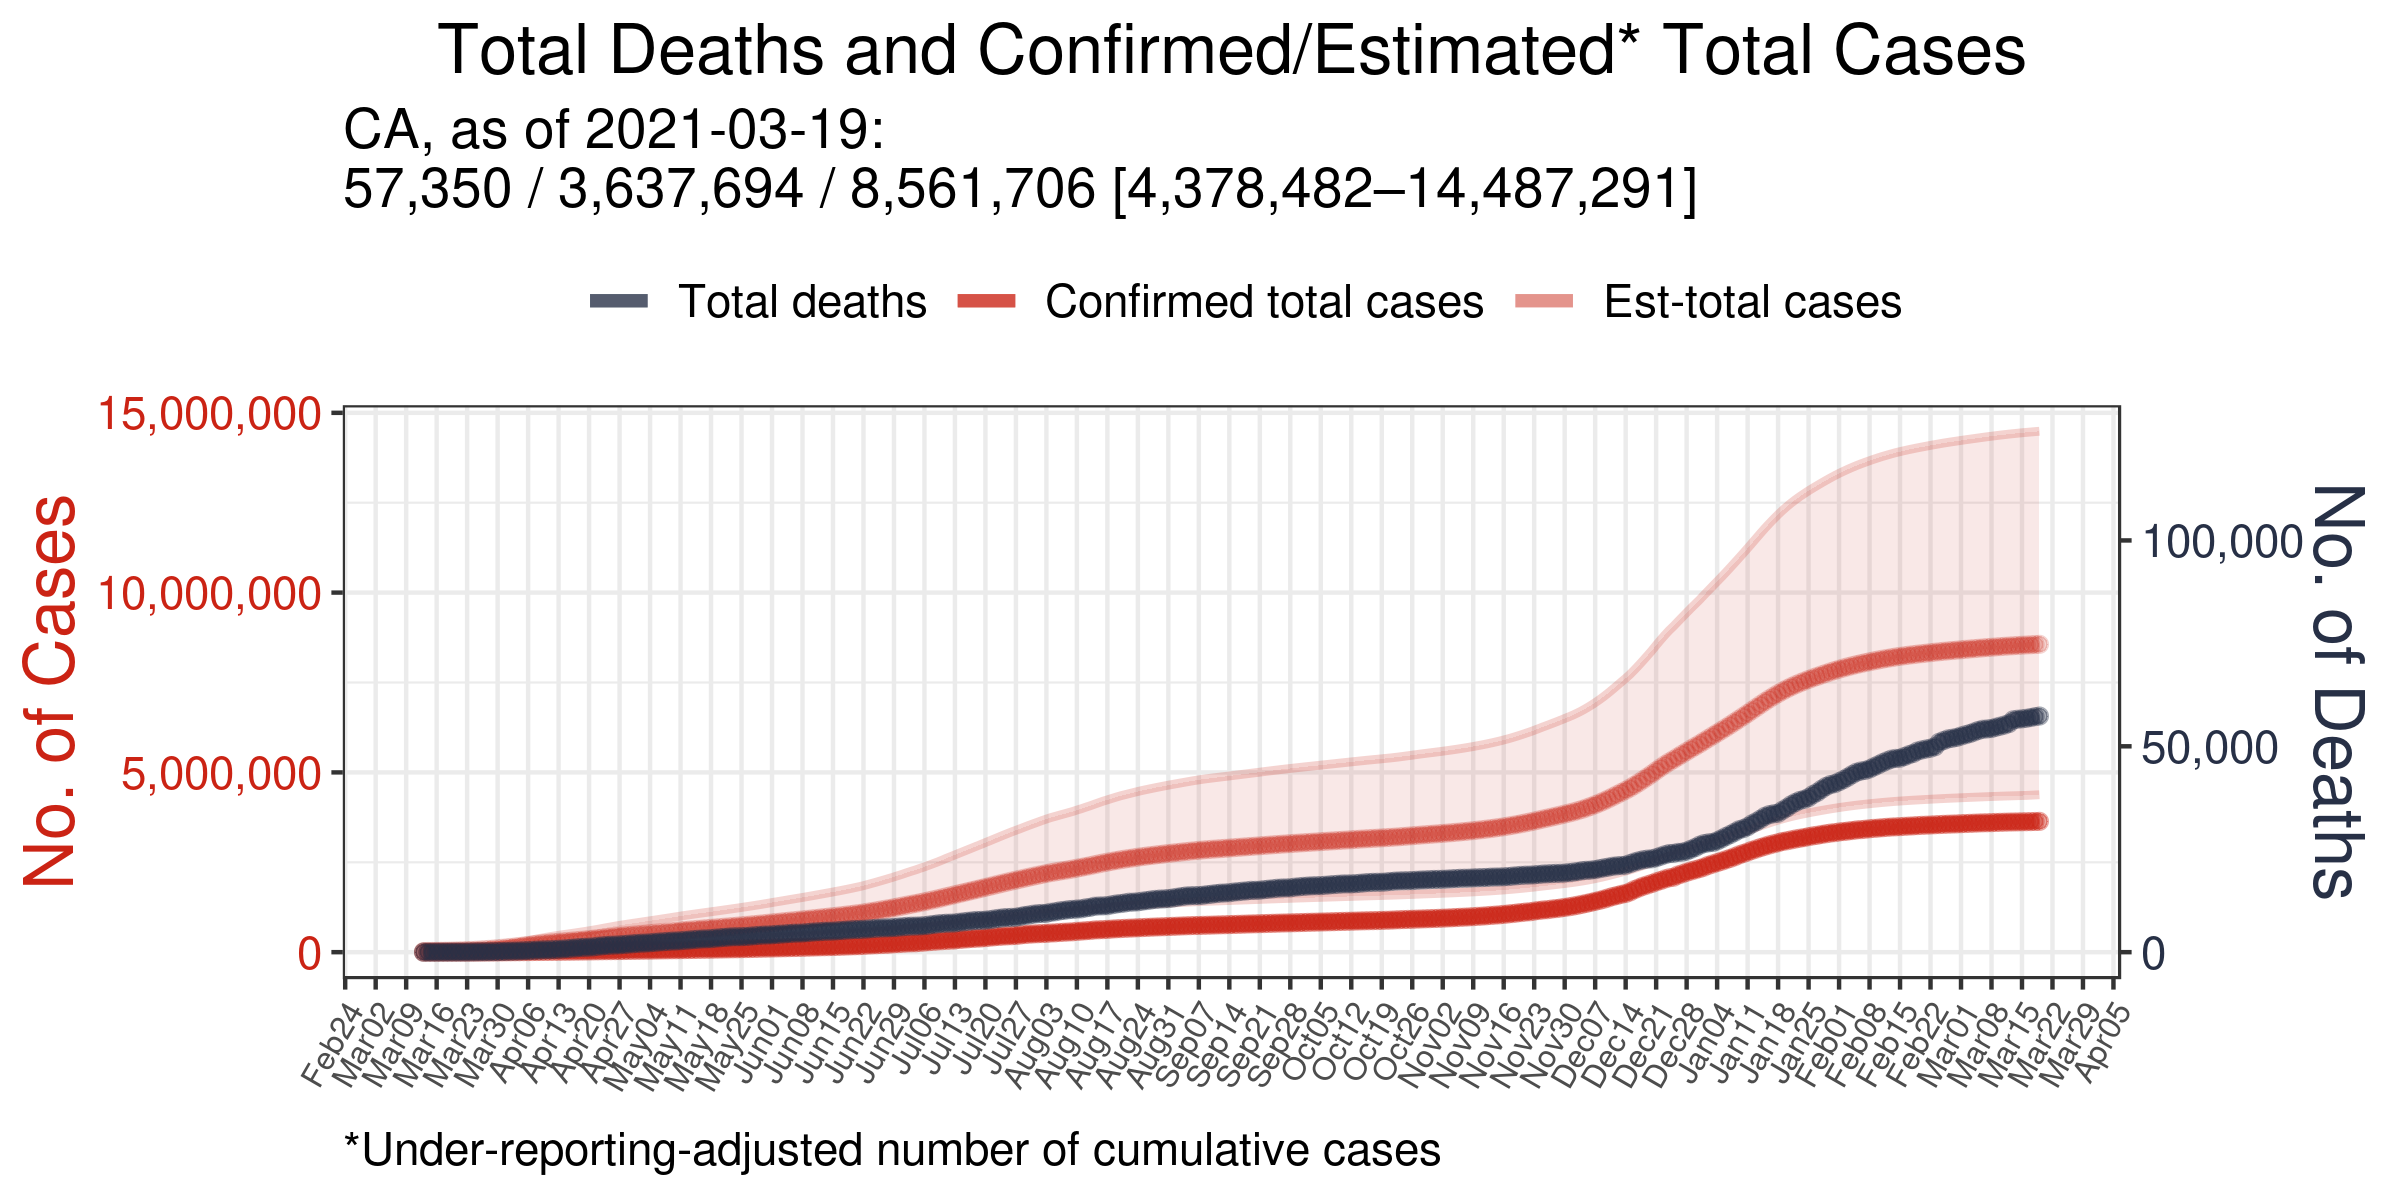 Total Deaths and Confirmed/Estimated* Total Cases
CA, as of 2021-03-19:
57,350 / 3,637,694 / 8,561,706 [4,378,482–14,487,291]
Total deaths Confirmed total cases Est-total cases
No. of Cases
15,000,000
10,000,000
5,000,000
0
100,000
50,000
0
No. of Deaths
Feb24
Mar02
Mar09
Mar16
Mar23
Mar30
Apr06
Apr13
Apr20
Apr27
May04
May11
May18
May25
Jun01
Jun08
Jun15
Jun22
Jun29
Jul06
Jul13
Jul20
Jul27
Aug03
Aug10
Aug17
Aug24
Aug31
Sep07
Sep14
Sep21
Sep28
Oct05
Oct12
Oct19
Oct26
Nov02
Nov09
Nov16
Nov23
Nov30
Dec07
Dec14
Dec21
Dec28
Jan04
Jan11
Jan18
Jan25
Feb01
Feb08
Feb15
Feb22
Mar01
Mar08
Mar15
Mar22
Mar29
Apr05
*Under-reporting-adjusted number of cumulative cases